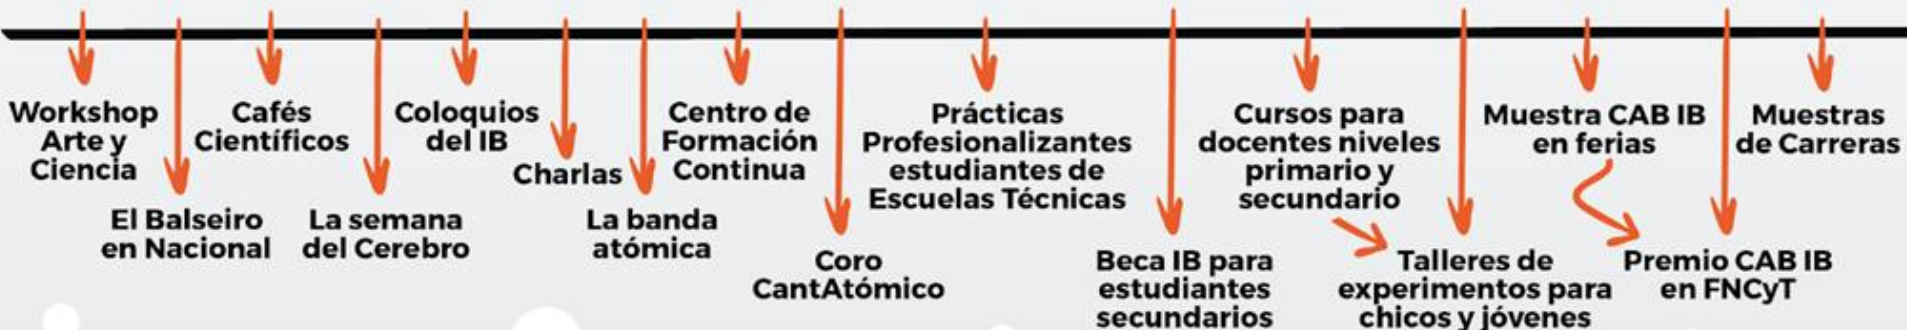 Workshop
Arte y
Ciencia
El Balseiro
en Nacional
Cafés
Científicos
La semana
del Cerebro
Coloquios
del IB
Charlas
La banda
atómica
Centro de
Formación
Continua
Coro
CantAtómico
Prácticas
Profesionalizantes
estudiantes de
Escuelas Técnicas
Beca IB para
estudiantes
secundarios
Cursos para
docentes niveles
primario y
secundario
Talleres de
experimentos para
chicos y jóvenes
Muestra CAB IB
en ferias
Premio CAB IB
en FNCyT
Muestras
de Carreras